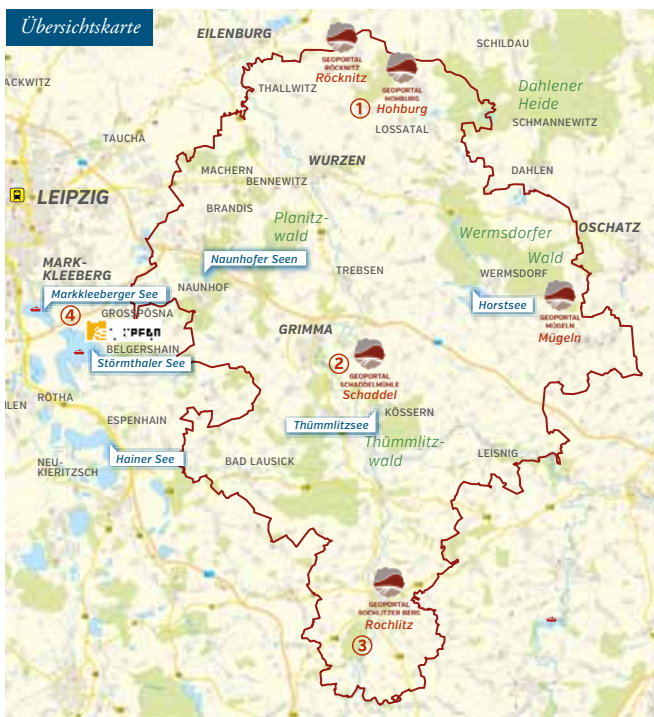 Übersichtskarte
EILENBURG
SCHILDAU
GEOPORTAL
RÖCKNITZ
Röcknitz
GEOPORTAL
HOHBURG
Hohburg
1
THALLWITZ
ACKWITZ
Dahlener
Heide
LOSSATAL
SCHMANNEWITZ
TAUCHA
WURZEN
MACHERN
BENNEWITZ
DAHLEN
LEIPZIG
BRANDIS
Planitz-
wald
OSCHATZ
Wermsdorfer
Wald
MARK-
KLEEBERG
Naunhofer Seen
TREBSEN
WERMSDORF
Markkleeberger See
NAUNHOF
Horstsee
GEOPORTAL
MÜGELN
Mügeln
4
GROSSPÖSNA
GRIMMA
BELGERSHAIN
Störmthaler See
2
GEOPORTAL
SCHADDELMÜHLE
Schaddel
RÖTHA
HLEN
KÖSSERN
ESPENHAIN
Thümmlitzsee
Thümmlitz-
wald
Hainer See
NEU-
KIERITZSCH
BAD LAUSICK
LEISNIG
GEOPORTAL
ROCHLITZER BERG
Rochlitz
3